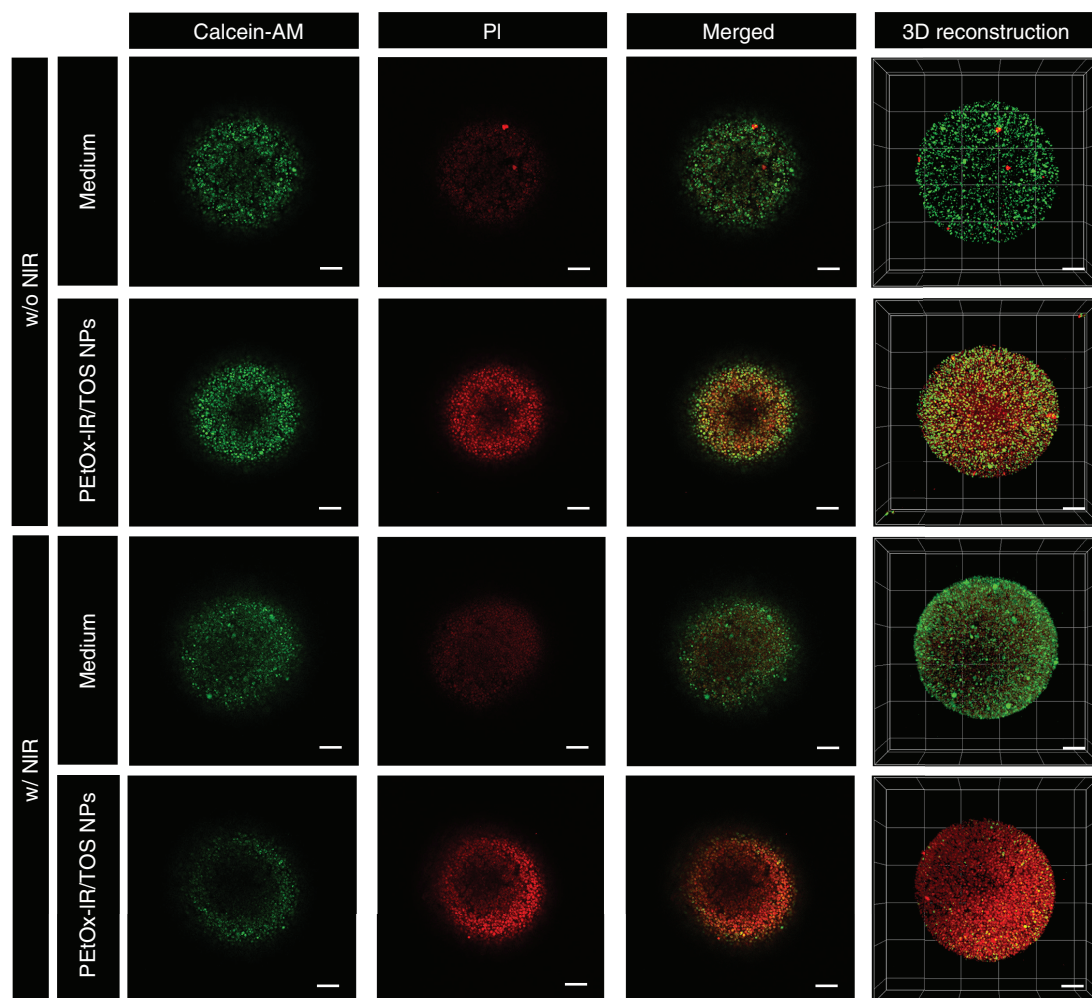 Calcein-AM
PI
Merged
3D reconstruction
w/o NIR
Medium
PEtOx-IR/TOS NPs
w/ NIR
Medium
PEtOx-IR/TOS NPs